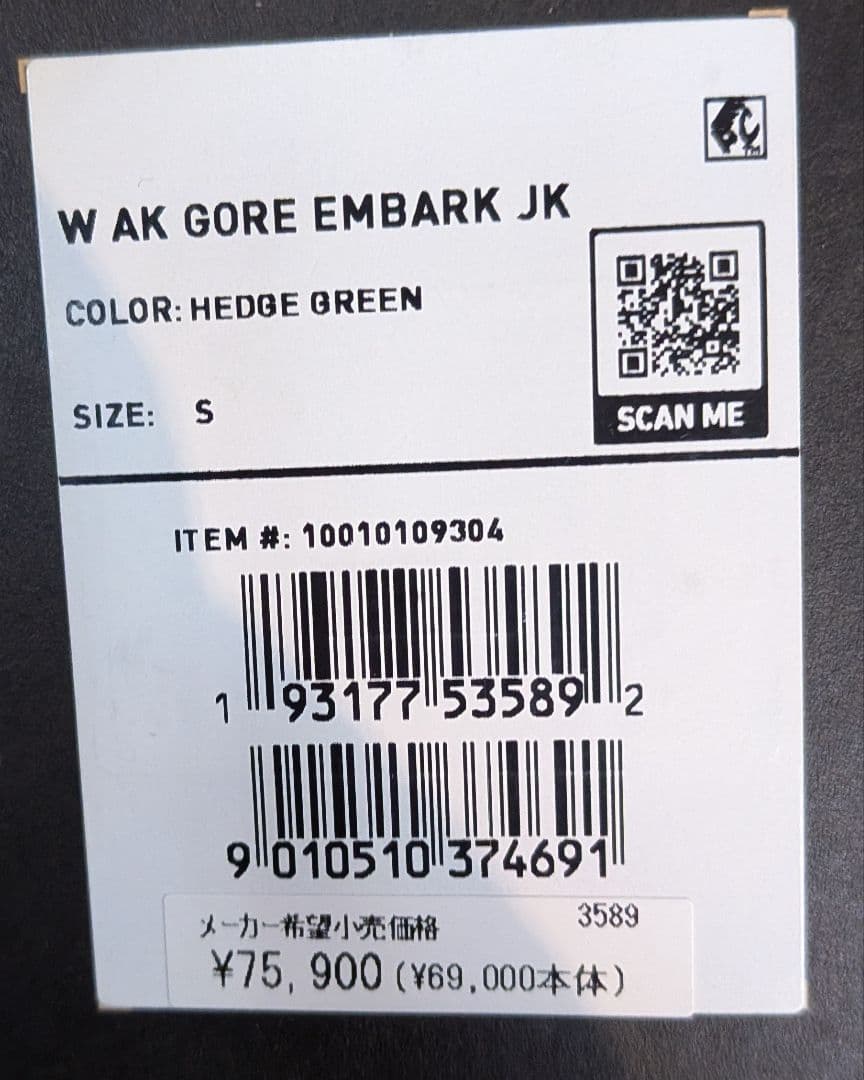 W AK GORE EMBARK JK
COLOR: HEDGE GREEN
SIZE: S
SCAN ME
ITEM #: 10010109304
1 93177 53589 2
9 010510 374691
メーカー希望小売価格 3589
¥75,900 (¥69,000本体)